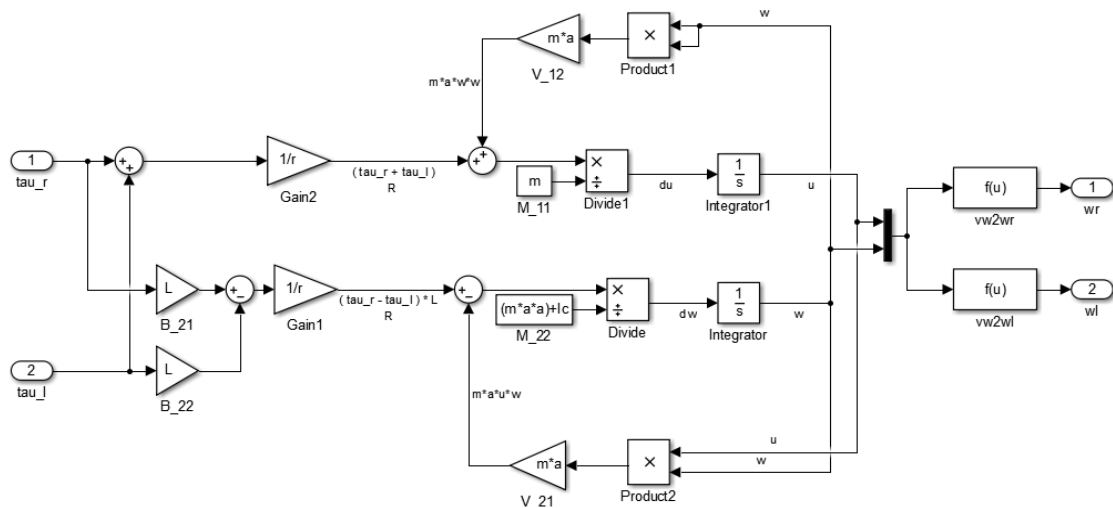 w
m*a
×
V_12
Product1
m*a*w*w
1
tau_r
+
+
1/r
Gain2
(tau_r + tau_l)
R
+
+
m
M_11
×
÷
Divide1
du
1
s
Integrator1
u
f(u)
vw2wr
1
wr
L
B_21
+
−
1/r
Gain1
(tau_r - tau_l) * L
R
+
−
(m*a*a)+Ic
M_22
×
÷
Divide
dw
1
s
Integrator
w
f(u)
vw2wl
2
wl
2
tau_l
L
B_22
m*a*u*w
u
w
m*a
×
V_21
Product2